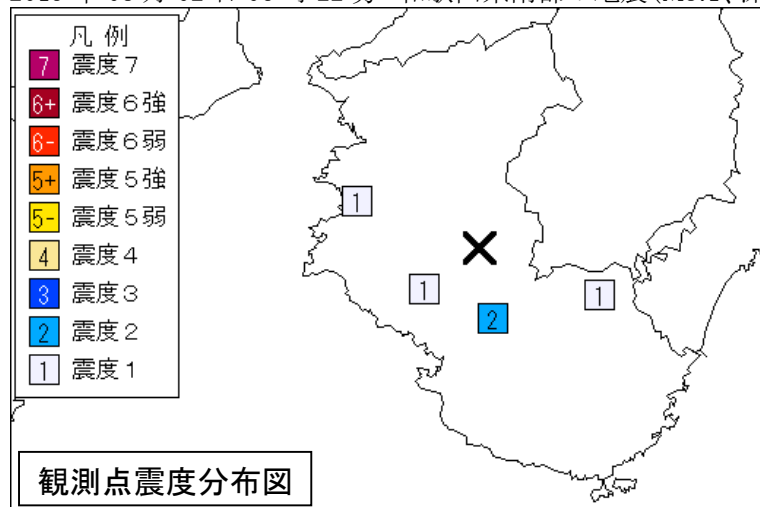 凡 例
7 震度７
6+ 震度６強
6- 震度６弱
5+ 震度５強
5- 震度５弱
4 震度４
3 震度３
2 震度２
1 震度１
1
1
1
2
観測点震度分布図